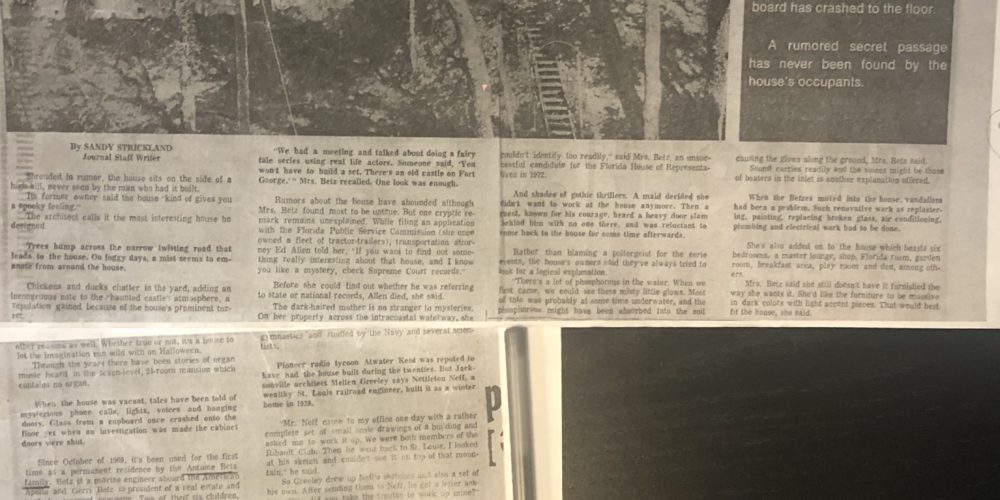 board has crashed to the floor.
A rumored secret passage
has never been found by the
house's occupants.
By SANDY STRICKLAND
Journal Staff Writer
Shrouded in rumor, the house sits on the side of a
high hill, never seen by the man who had it built.
Its former owner said the house "kind of gives you
a spooky feeling."
The architect calls it the most interesting house he
designed.
Trees hump across the narrow twisting road that
leads to the house. On foggy days, a mist seems to em-
anate from around the house.
Chickens and ducks chatter in the yard, adding an
incongruous note to the "haunted castle" atmosphere, a
reputation gained because of the house's prominent tur-
ret.
other reasons as well. Whether true or not, it's a house to
let the imagination run wild with on Halloween.
Through the years there have been stories of organ
music heard in the 21-room mansion which
contains no organ.
When the house was vacant, tales have been told of
mysterious phone calls, lights, voices and banging
doors. Glass from a cupboard once crashed onto the
floor yet when an investigation was made the cabinet
doors were shut.
Since October of 1969, it's been used for the first
time as a permanent residence by the Antoine Betz
family. Betz is a marine engineer aboard the American
Apollo and Gerri Betz is president of a real estate and
Two of their six children,
"We had a meeting and talked about doing a fairy
tale series using real life actors. Someone said, 'You
won't have to build a set. There's an old castle on Fort
George.'" Mrs. Betz recalled. One look was enough.
Rumors about the house have abounded although
Mrs. Betz found most to be untrue. But one cryptic re-
mark remains unexplained. While filing an application
with the Florida Public Service Commission (she once
owned a fleet of tractor-trailers), transportation attor-
ney Ed Allen told her, "If you want to find out some-
thing really interesting about that house, and I know
you like a mystery, check Supreme Court records."
Before she could find out whether he was referring
to state or national records, Allen died, she said.
The dark-haired mother is no stranger to mysteries.
On her property across the intracoastal waterway, she
and studied by the Navy and several scien-
tists.
Pioneer radio tycoon Atwater Kent was reputed to
have had the house built during the twenties. But Jack-
sonville architect Mellen Greeley says Nettleton Neff, a
wealthy St. Louis railroad engineer, built it as a winter
home in 1928.
"Mr. Neff came to my office one day with a rather
complete set of small scale drawings of a building and
asked me to work it up. We were both members of the
Ribault Club. Then he went back to St. Louis. I looked
at his sketch and couldn't see it on top of that moun-
tain," he said.
So Greeley drew up Neff's sketches and also a set of
his own. After sending them to Neff, he got a letter ask-
take the trouble to work up mine?
couldn't identify too readily," said Mrs. Betz, an unsuc-
cessful candidate for the Florida House of Representa-
tives in 1972.
And shades of gothic thrillers. A maid decided she
didn't want to work at the house anymore. Then a
guest, known for his courage, heard a heavy door slam
behind him with no one there, and was reluctant to
come back to the house for some time afterwards.
Rather than blaming a poltergeist for the eerie
events, the house's owners said they've always tried to
look for a logical explanation.
"There's a lot of phosphorous in the water. When we
first came, we could see these misty little glows. Most
of this was probably at some time underwater, and the
phosphorous might have been absorbed into the soil
causing the glows along the ground, Mrs. Betz said.
Sound carries readily and the voices might be those
of boaters in the inlet is another explanation offered.
When the Betzes moved into the house, vandalism
had been a problem. Such renovative work as replaster-
ing, painting, replacing broken glass, air conditioning,
plumbing and electrical work had to be done.
She's also added on to the house which boasts six
bedrooms, a master lounge, shop, Florida room, garden
room, breakfast area, play room and den, among oth-
ers.
Mrs. Betz said she still doesn't have it furnished the
way she wants it. She'd like the furniture to be massive
in dark colors with light accent pieces. That would best
fit the house, she said.